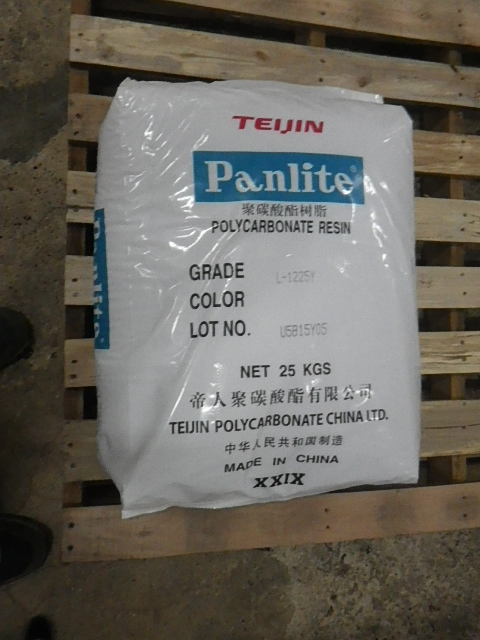 TEIJIN
Panlite®
聚碳酸酯树脂
POLYCARBONATE RESIN
GRADE L-1225Y
COLOR
LOT NO. U5B15Y05
NET 25 KGS
帝人聚碳酸酯有限公司
TEIJIN POLYCARBONATE CHINA LTD.
中华人民共和国制造
MADE IN CHINA
XXIX
Panlite